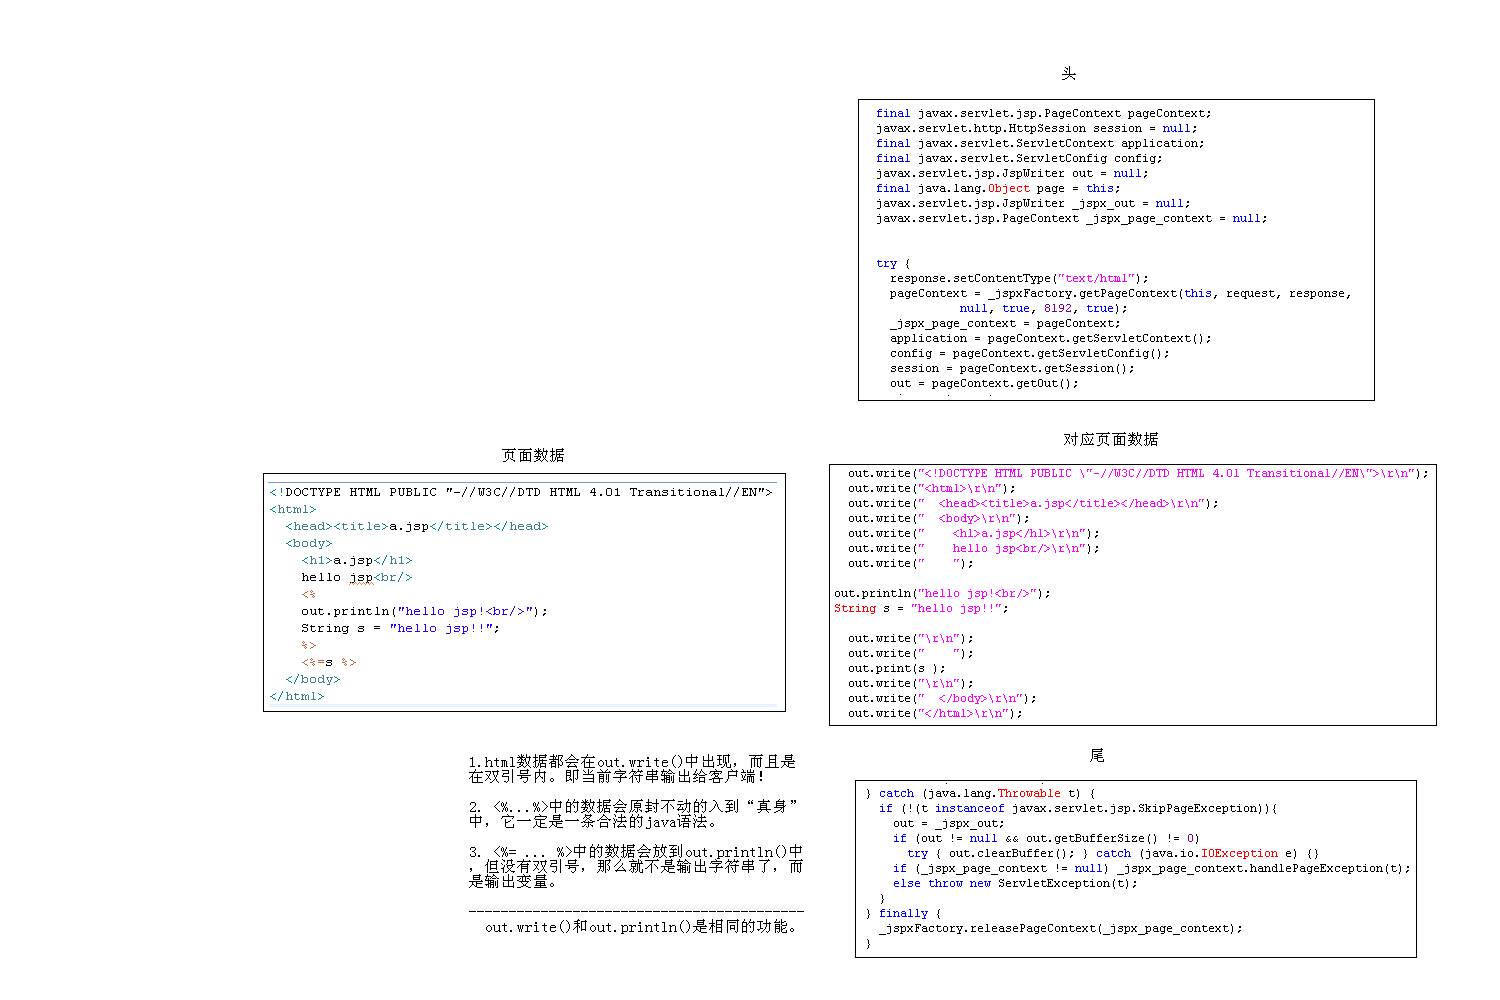 头
final javax.servlet.jsp.PageContext pageContext;
javax.servlet.http.HttpSession session = null;
final javax.servlet.ServletContext application;
final javax.servlet.ServletConfig config;
javax.servlet.jsp.JspWriter out = null;
final java.lang.Object page = this;
javax.servlet.jsp.JspWriter _jspx_out = null;
javax.servlet.jsp.PageContext _jspx_page_context = null;
try {
response.setContentType("text/html");
pageContext = _jspxFactory.getPageContext(this, request, response,
null, true, 8192, true);
_jspx_page_context = pageContext;
application = pageContext.getServletContext();
config = pageContext.getServletConfig();
session = pageContext.getSession();
out = pageContext.getOut();
页面数据
<!DOCTYPE HTML PUBLIC "-//W3C//DTD HTML 4.01 Transitional//EN">
<html>
<head><title>a.jsp</title></head>
<body>
<h1>a.jsp</h1>
hello jsp<br/>
<%
out.println("hello jsp!<br/>");
String s = "hello jsp!!";
%>
<%=s %>
</body>
</html>
对应页面数据
out.write("<!DOCTYPE HTML PUBLIC \"-//W3C//DTD HTML 4.01 Transitional//EN\">\r\n");
out.write("<html>\r\n");
out.write("  <head><title>a.jsp</title></head>\r\n");
out.write("  <body>\r\n");
out.write("    <h1>a.jsp</h1>\r\n");
out.write("    hello jsp<br/>\r\n");
out.write("    ");
out.println("hello jsp!<br/>");
String s = "hello jsp!!";
out.write("\r\n");
out.write("    ");
out.print(s );
out.write("\r\n");
out.write("  </body>\r\n");
out.write("</html>\r\n");
1.html数据都会在out.write()中出现，而且是
在双引号内。即当前字符串输出给客户端！
2. <%...%>中的数据会原封不动的入到“真身”
中，它一定是一条合法的java语法。
3. <%= ... %>中的数据会放到out.println()中
，但没有双引号，那么就不是输出字符串了，而
是输出变量。
------------------------------------------
out.write()和out.println()是相同的功能。
尾
} catch (java.lang.Throwable t) {
if (!(t instanceof javax.servlet.jsp.SkipPageException)){
out = _jspx_out;
if (out != null && out.getBufferSize() != 0)
try { out.clearBuffer(); } catch (java.io.IOException e) {}
if (_jspx_page_context != null) _jspx_page_context.handlePageException(t);
else throw new ServletException(t);
}
} finally {
_jspxFactory.releasePageContext(_jspx_page_context);
}